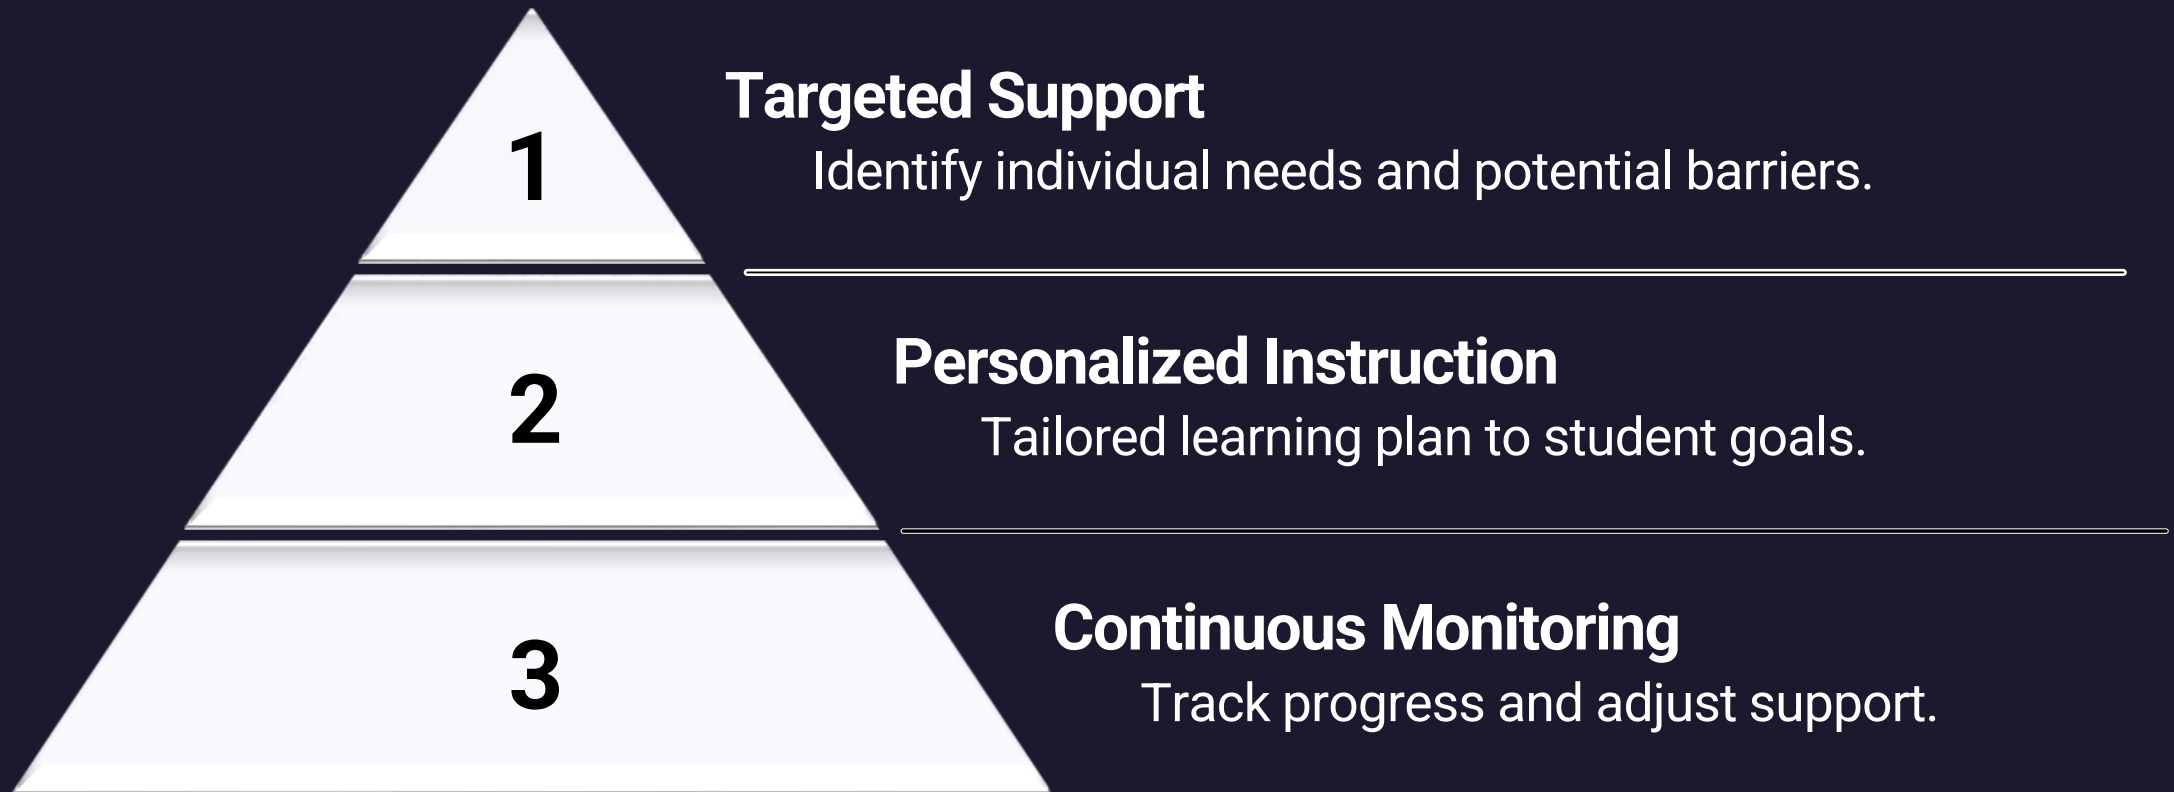 1
Targeted Support
Identify individual needs and potential barriers.
2
Personalized Instruction
Tailored learning plan to student goals.
3
Continuous Monitoring
Track progress and adjust support.